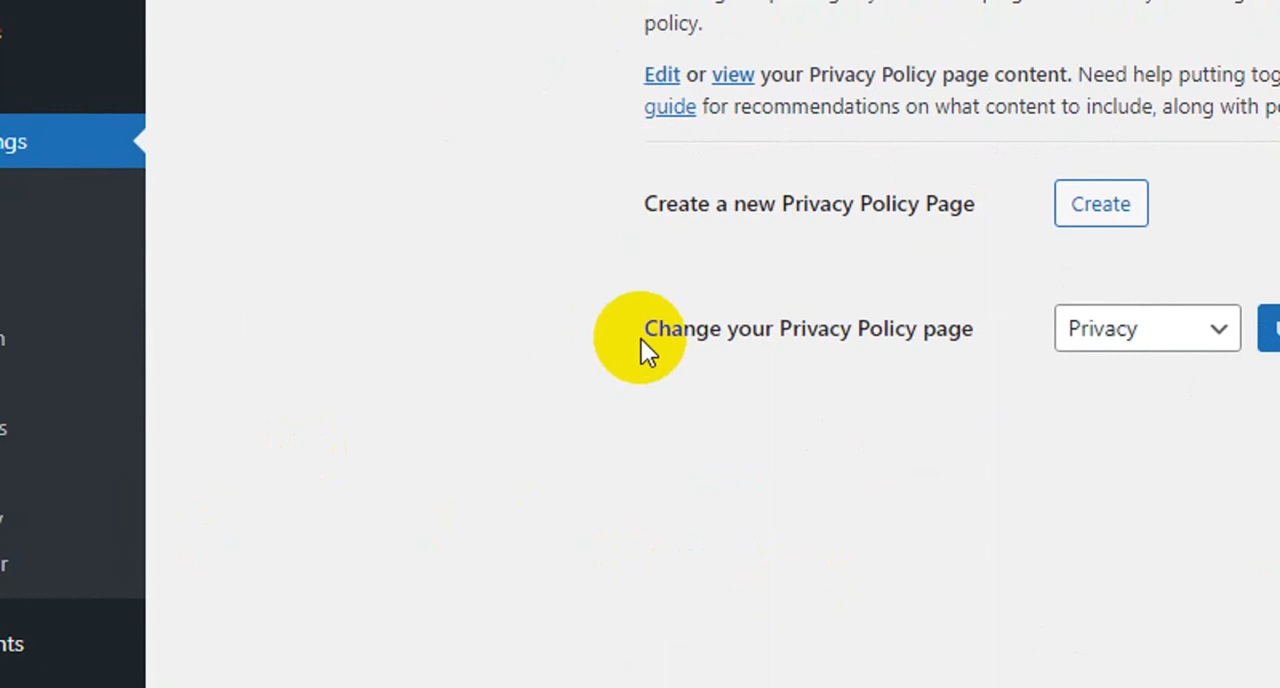 policy.
Edit or view your Privacy Policy page content. Need help putting tog
guide for recommendations on what content to include, along with po
ngs
Create a new Privacy Policy Page
Create
Change your Privacy Policy page
Privacy
nts